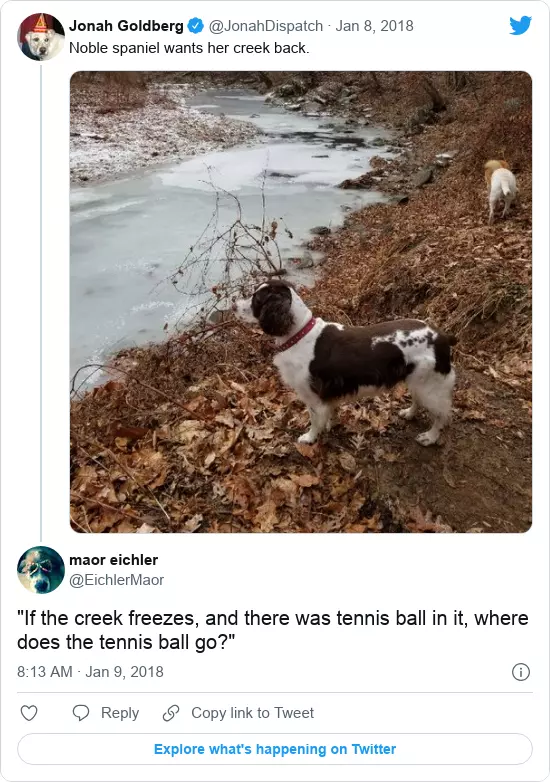 Jonah Goldberg @JonahDispatch · Jan 8, 2018
Noble spaniel wants her creek back.
maor eichler
@EichlerMaor
"If the creek freezes, and there was tennis ball in it, where
does the tennis ball go?"
8:13 AM · Jan 9, 2018
Reply Copy link to Tweet
Explore what's happening on Twitter